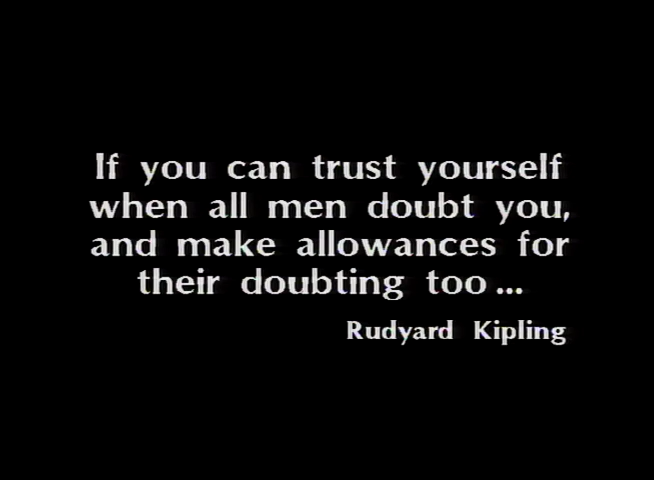 If you can trust yourself
when all men doubt you,
and make allowances for
their doubting too...
Rudyard Kipling